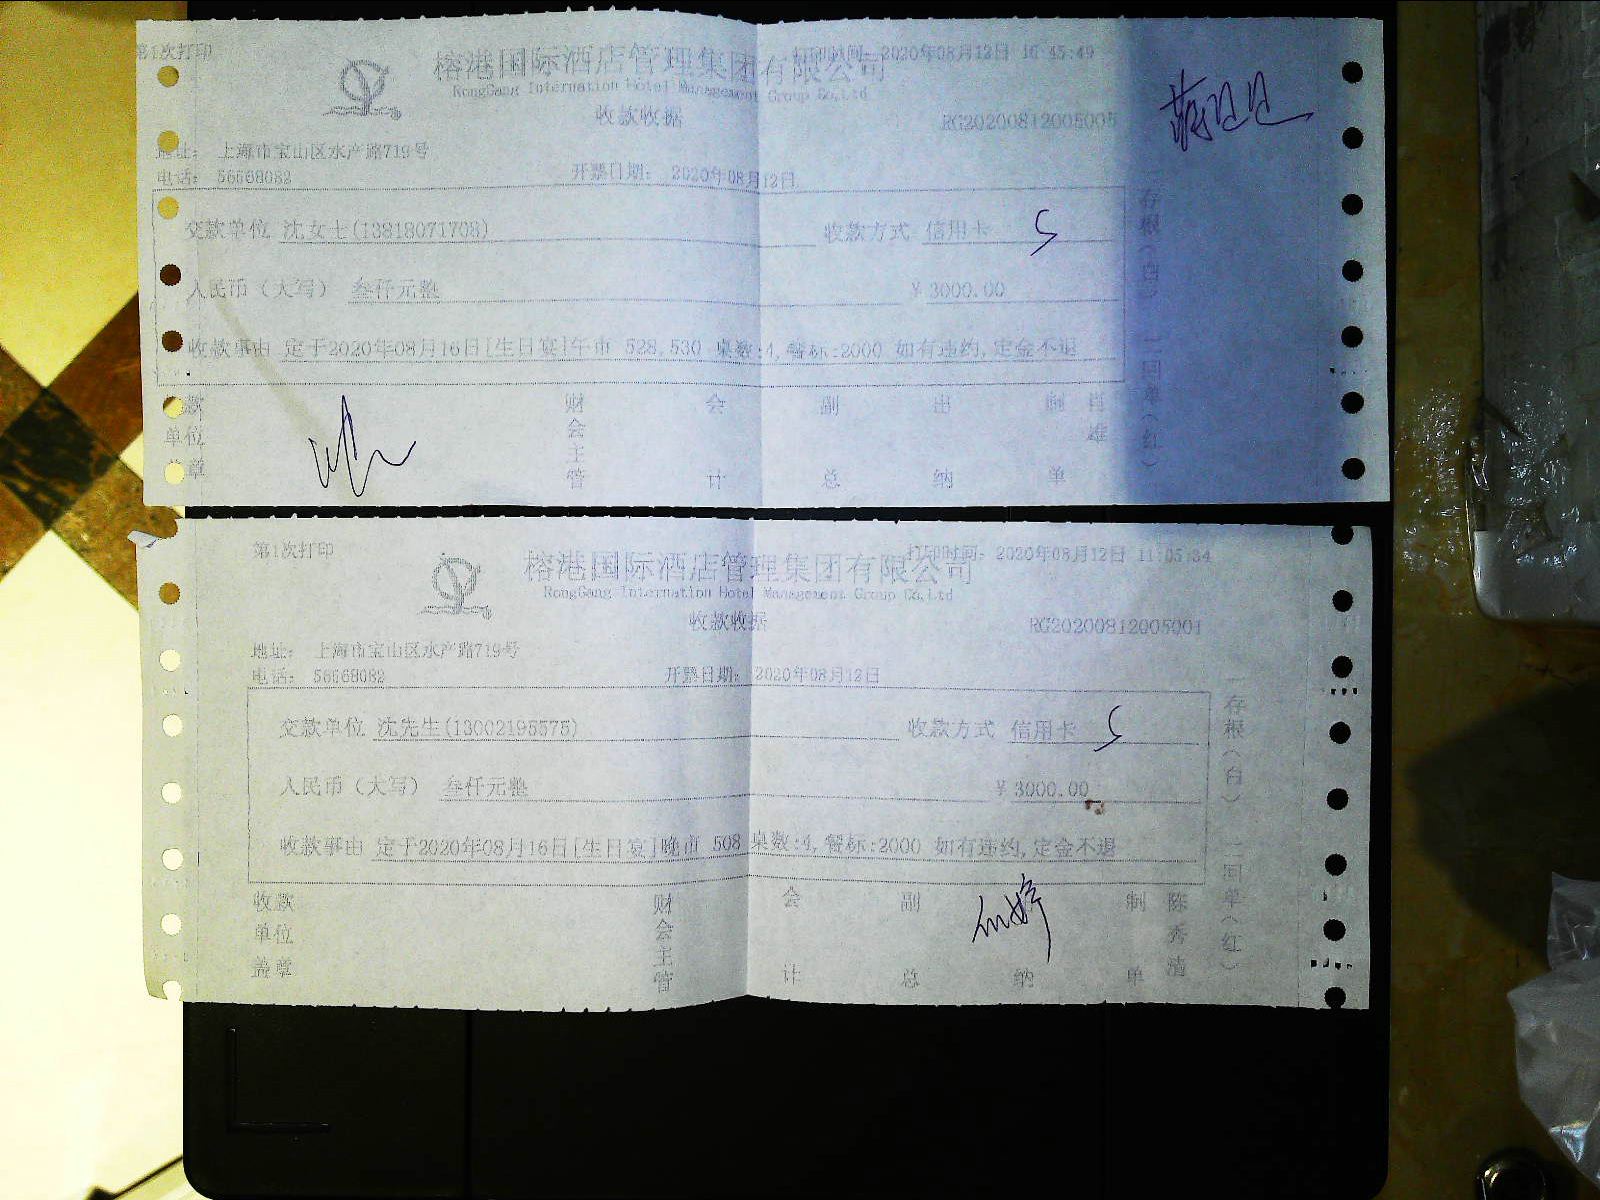 第1次打印
打印时间：2020年08月12日 16 45:49
榕港国际酒店管理集团有限公司
RongGang International Hotel Management Group Co,Ltd
收款收据
RG20200812005005
地址： 上海市宝山区水产路719号
电话： 56568082
开票日期： 2020年08月12日
交款单位 沈女士(13818071708) 收款方式 信用卡
人民币（大写） 叁仟元整 ￥3000.00
收款事由 定于2020年08月16日[生日宴]午市 528,530 桌数:4,餐标:2000 如有违约,定金不退
款单位 章
财会主管
会计
副总
出纳
制单
一存根（白） 二回单（红）
第1次打印
打印时间：2020年08月12日 11:05:34
榕港国际酒店管理集团有限公司
RongGang International Hotel Management Group Co,Ltd
收款收据
RG20200812005001
地址： 上海市宝山区水产路719号
电话： 56568082
开票日期： 2020年08月12日
交款单位 沈先生(13002195575) 收款方式 信用卡
人民币（大写） 叁仟元整 ￥3000.00
收款事由 定于2020年08月16日[生日宴]晚市 508 桌数:4,餐标:2000 如有违约,定金不退
收款单位盖章
财会主管
会计
副总
纳
制单
陈秀清
一存根（白） 二回单（红）